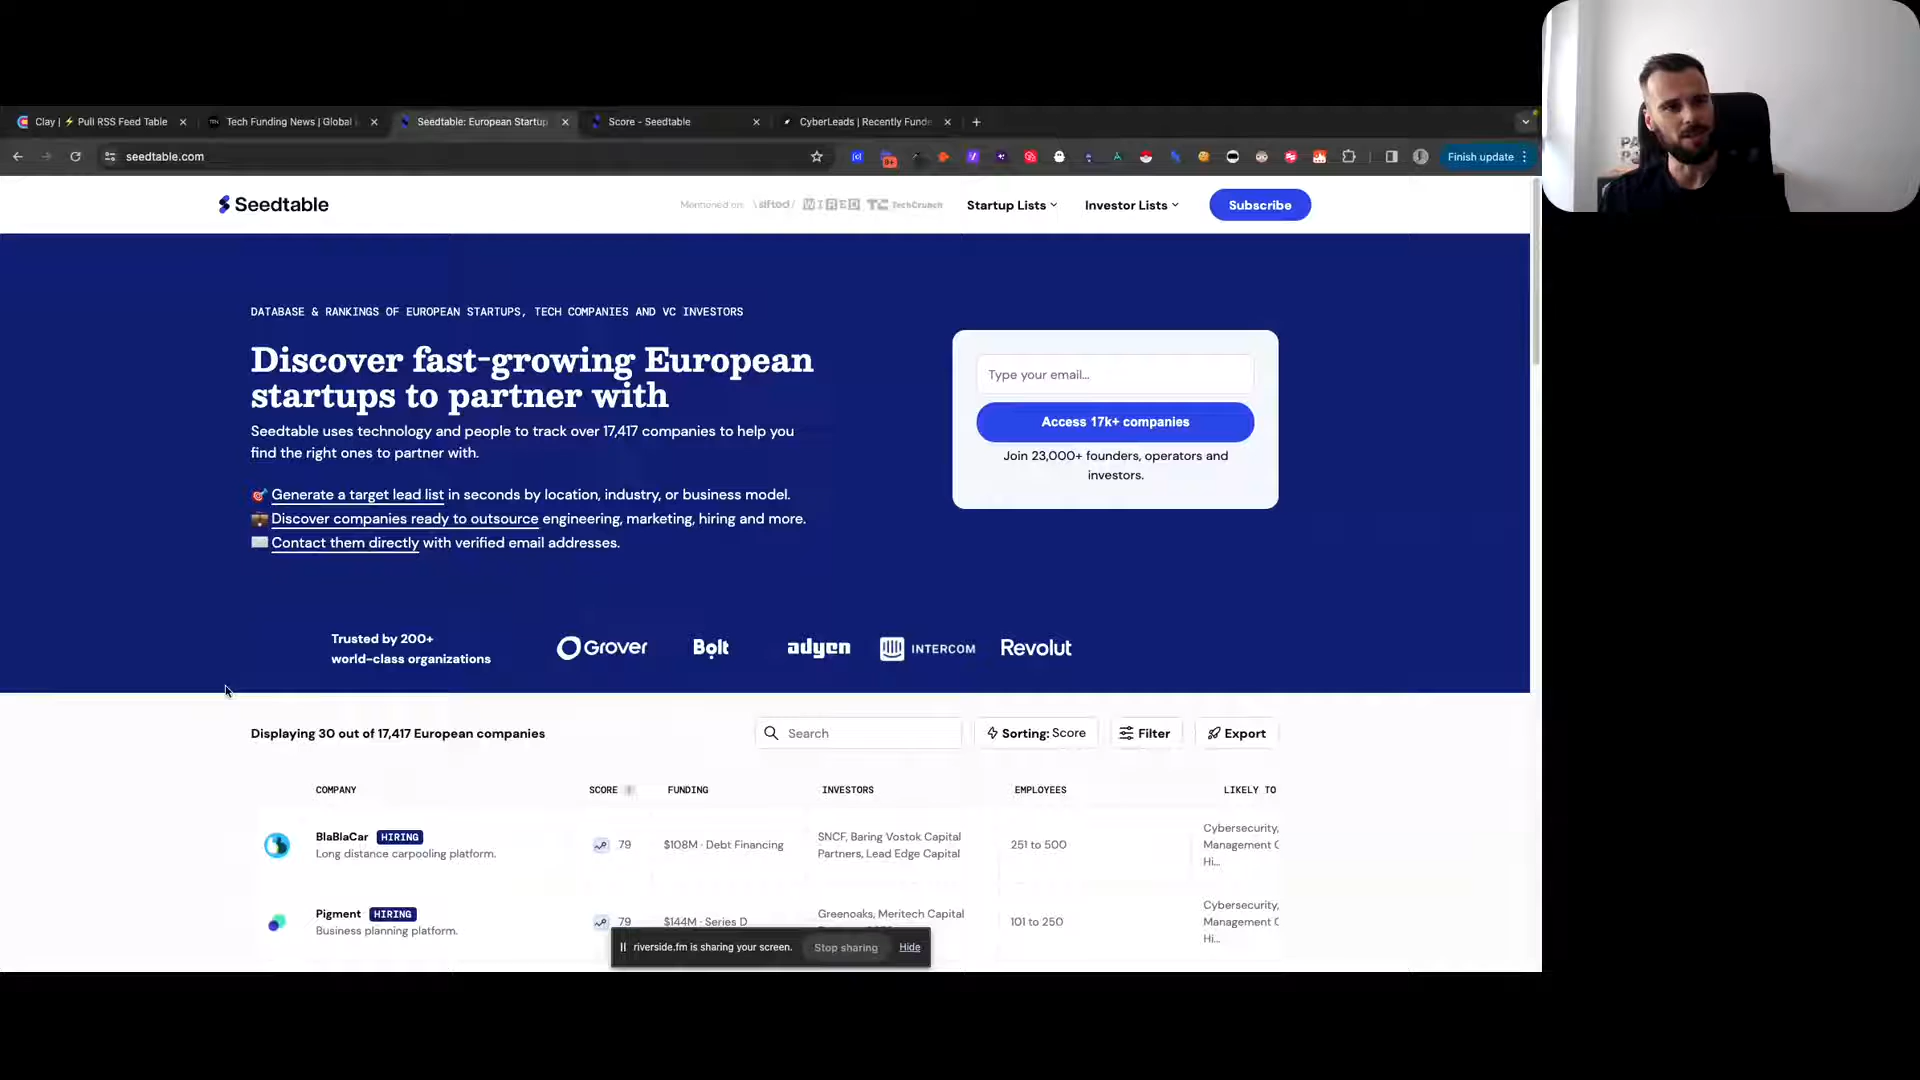 Clay | ⚡ Pull RSS Feed Table
Tech Funding News | Global
Seedtable: European Startup
Score - Seedtable
CyberLeads | Recently Funde
seedtable.com
9+
Finish update
Seedtable
Mentioned on: \sifted/ WIRED TC TechCrunch
Startup Lists
Investor Lists
Subscribe
DATABASE & RANKINGS OF EUROPEAN STARTUPS, TECH COMPANIES AND VC INVESTORS
Discover fast-growing European
startups to partner with
Seedtable uses technology and people to track over 17,417 companies to help you
find the right ones to partner with.
🎯 Generate a target lead list in seconds by location, industry, or business model.
💼 Discover companies ready to outsource engineering, marketing, hiring and more.
✉️ Contact them directly with verified email addresses.
Type your email...
Access 17k+ companies
Join 23,000+ founders, operators and
investors.
Trusted by 200+
world-class organizations
Grover
Bolt
adyen
INTERCOM
Revolut
Displaying 30 out of 17,417 European companies
Search
Sorting: Score
Filter
Export
COMPANY
SCORE
FUNDING
INVESTORS
EMPLOYEES
LIKELY TO
BlaBlaCar HIRING
Long distance carpooling platform.
79
$108M · Debt Financing
SNCF, Baring Vostok Capital
Partners, Lead Edge Capital
251 to 500
Cybersecurity,
Management C
Hi...
Pigment HIRING
Business planning platform.
79
$144M · Series D
Greenoaks, Meritech Capital
101 to 250
Cybersecurity,
Management C
Hi...
riverside.fm is sharing your screen.
Stop sharing
Hide